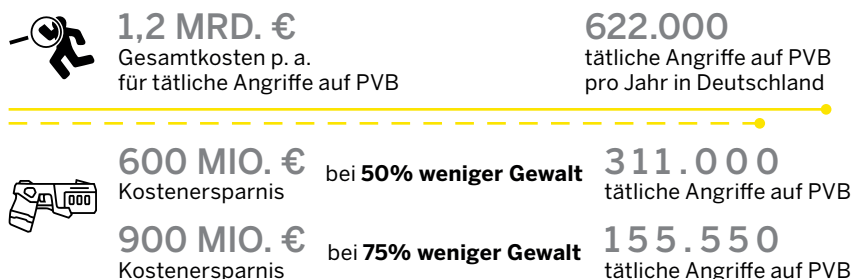 1,2 MRD. €
Gesamtkosten p. a.
für tätliche Angriffe auf PVB
622.000
tätliche Angriffe auf PVB
pro Jahr in Deutschland
600 MIO. €
Kostenersparnis
bei 50% weniger Gewalt
311.000
tätliche Angriffe auf PVB
900 MIO. €
Kostenersparnis
bei 75% weniger Gewalt
155.550
tätliche Angriffe auf PVB